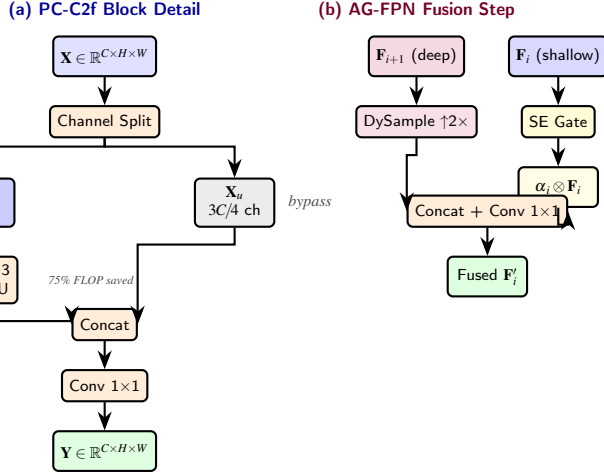 (a) PC-C2f Block Detail
X ∈ ℝ^{C×H×W}
Channel Split
X_u
3C/4 ch
bypass
3
U
75% FLOP saved
Concat
Conv 1×1
Y ∈ ℝ^{C×H×W}
(b) AG-FPN Fusion Step
F_{i+1} (deep)
F_i (shallow)
DySample ↑2×
SE Gate
α_i ⊗ F_i
Concat + Conv 1×1
Fused F′_i